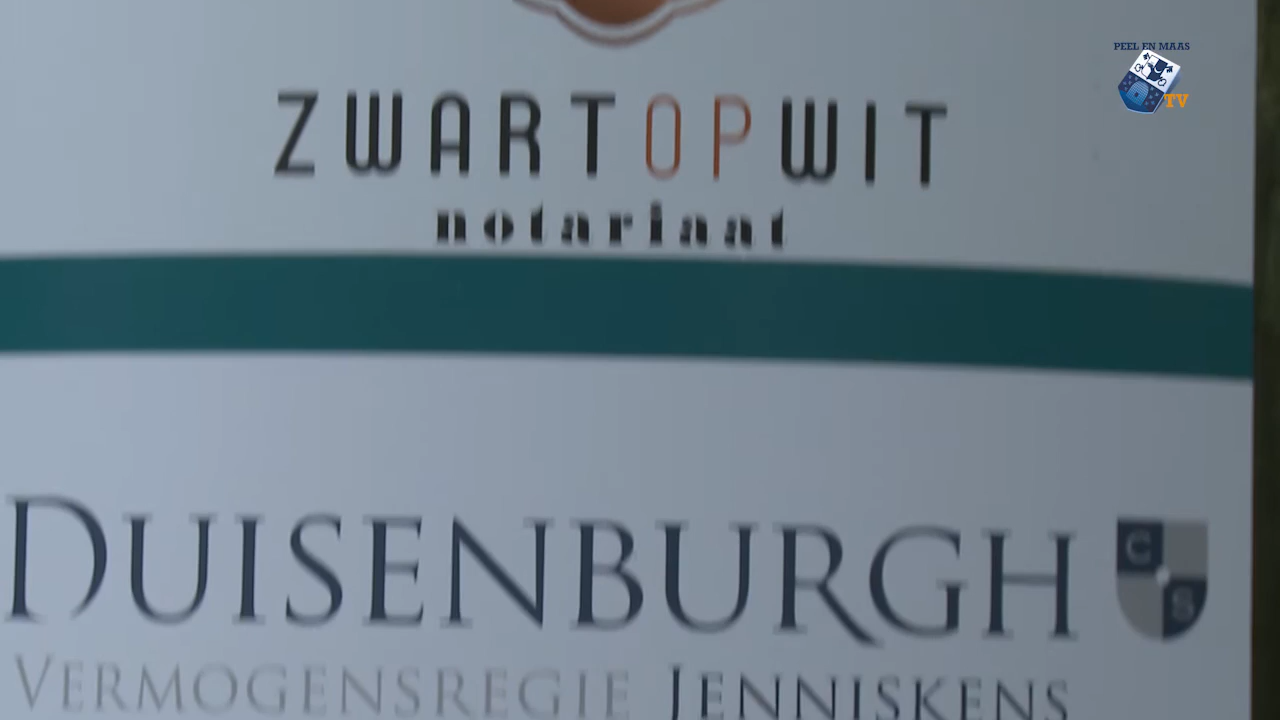 PEEL EN MAAS
TV
ZWARTOPWIT
notariaat
DUISENBURGH
C
S
VERMOGENSREGIE JENNISKENS